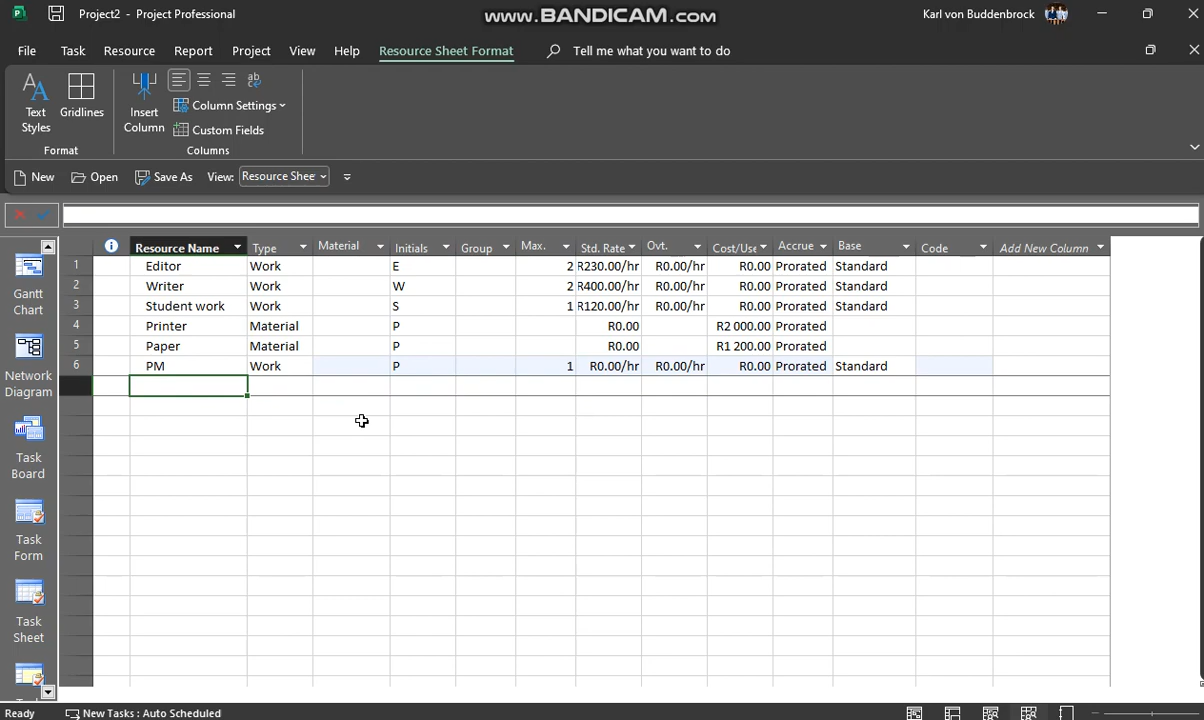 Project2 - Project Professional
www.BANDICAM.com
Karl von Buddenbrock
File Task Resource Report Project View Help Resource Sheet Format Tell me what you want to do
Text Styles
Gridlines
Format
Insert Column
ab
Column Settings
Custom Fields
Columns
New Open Save As View: Resource Shee
Resource Name Type Material Initials Group Max. Std. Rate Ovt. Cost/Use Accrue Base Code Add New Column
1 Editor Work E 2 R230.00/hr R0.00/hr R0.00 Prorated Standard
2 Writer Work W 2 R400.00/hr R0.00/hr R0.00 Prorated Standard
3 Student work Work S 1 R120.00/hr R0.00/hr R0.00 Prorated Standard
4 Printer Material P R0.00 R2 000.00 Prorated
5 Paper Material P R0.00 R1 200.00 Prorated
6 PM Work P 1 R0.00/hr R0.00/hr R0.00 Prorated Standard
Gantt
Chart
Network
Diagram
Task
Board
Task
Form
Task
Sheet
Ready New Tasks : Auto Scheduled